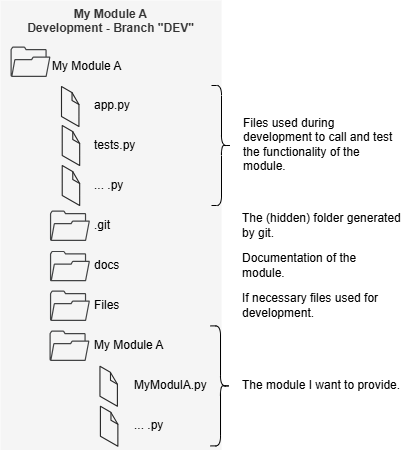 My Module A
Development - Branch "DEV"
My Module A
app.py
tests.py
... .py
Files used during
development to call and test
the functionality of the
module.
.git
The (hidden) folder generated
by git.
docs
Documentation of the
module.
Files
If necessary files used for
development.
My Module A
MyModulA.py
The module I want to provide.
... .py